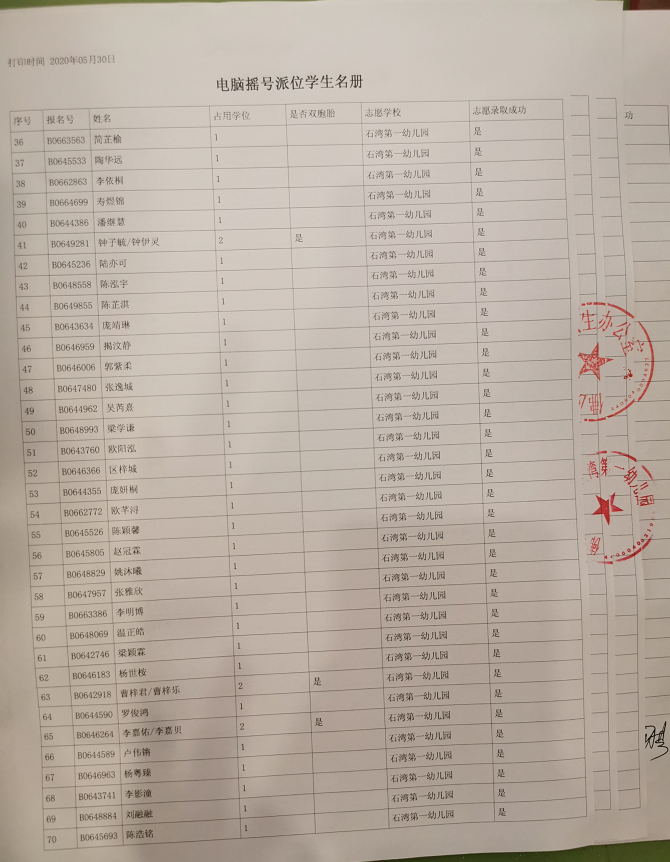 打印时间 2020年05月30日
电脑摇号派位学生名册
序号 报名号 姓名 占用学位 是否双胞胎 志愿学校 志愿录取成功
36 B0663563 简芷榆 1 石湾第一幼儿园 是
37 B0645533 陶华远 1 石湾第一幼儿园 是
38 B0662863 李依桐 1 石湾第一幼儿园 是
39 B0664699 寿煜锦 1 石湾第一幼儿园 是
40 B0644386 潘继慧 1 石湾第一幼儿园 是
41 B0649281 钟子毓/钟伊灵 2 是 石湾第一幼儿园 是
42 B0645236 陆亦可 1 石湾第一幼儿园 是
43 B0648558 陈泓宇 1 石湾第一幼儿园 是
44 B0649855 陈芷淇 1 石湾第一幼儿园 是
45 B0643634 庞靖琳 1 石湾第一幼儿园 是
46 B0646959 揭汶静 1 石湾第一幼儿园 是
47 B0646006 郭紫柔 1 石湾第一幼儿园 是
48 B0647480 张逸城 1 石湾第一幼儿园 是
49 B0644962 吴芮熹 1 石湾第一幼儿园 是
50 B0648993 梁学谦 1 石湾第一幼儿园 是
51 B0643760 欧阳泓 1 石湾第一幼儿园 是
52 B0646366 区梓城 1 石湾第一幼儿园 是
53 B0644355 庞妍桐 1 石湾第一幼儿园 是
54 B0662772 欧芊浔 1 石湾第一幼儿园 是
55 B0645526 陈颖馨 1 石湾第一幼儿园 是
56 B0645805 赵冠霖 1 石湾第一幼儿园 是
57 B0648829 姚沐曦 1 石湾第一幼儿园 是
58 B0647957 张雅欣 1 石湾第一幼儿园 是
59 B0663386 李明博 1 石湾第一幼儿园 是
60 B0648069 温正皓 1 石湾第一幼儿园 是
61 B0642746 梁颖霖 1 石湾第一幼儿园 是
62 B0646183 杨世桉 1 石湾第一幼儿园 是
63 B0642918 曹梓君/曹梓乐 2 是 石湾第一幼儿园 是
64 B0644590 罗俊鸿 1 石湾第一幼儿园 是
65 B0646264 李嘉佑/李嘉贝 2 是 石湾第一幼儿园 是
66 B0644589 卢伟锵 1 石湾第一幼儿园 是
67 B0646963 杨粤臻 1 石湾第一幼儿园 是
68 B0643741 李影潼 1 石湾第一幼儿园 是
69 B0648884 刘融融 1 石湾第一幼儿园 是
70 B0645693 陈浩铭 1 石湾第一幼儿园 是
功
生办公室
第一幼儿园